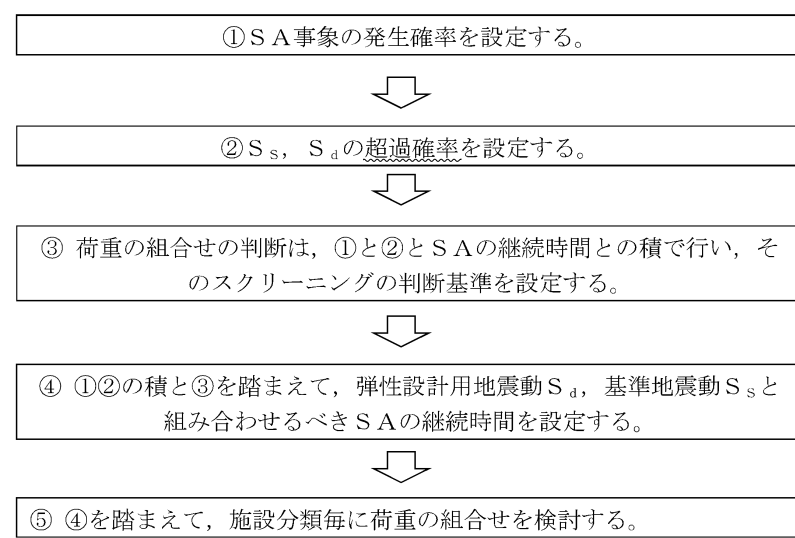 ①ＳＡ事象の発生確率を設定する。
②Ｓｓ，Ｓｄの超過確率を設定する。
③ 荷重の組合せの判断は，①と②とＳＡの継続時間との積で行い，そ
のスクリーニングの判断基準を設定する。
④ ①②の積と③を踏まえて，弾性設計用地震動Ｓｄ，基準地震動Ｓｓと
組み合わせるべきＳＡの継続時間を設定する。
⑤ ④を踏まえて，施設分類毎に荷重の組合せを検討する。